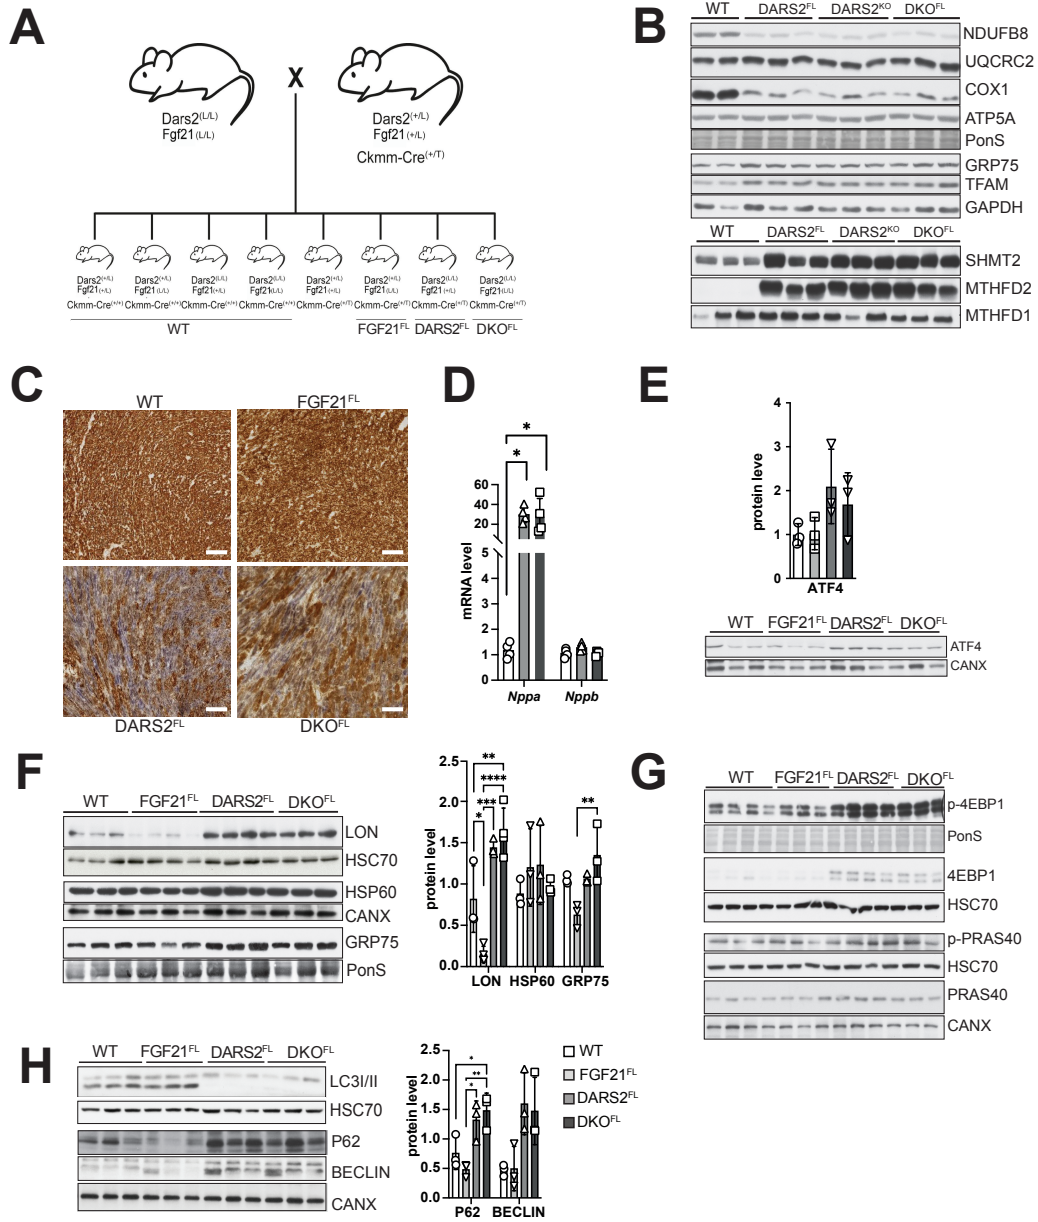 A
X
Dars2(L/L)
Fgf21(L/L)
Dars2(+/L)
Fgf21(+/L)
Ckmm-Cre(+/T)
Dars2(+/L) Dars2(+/L) Dars2(L/L) Dars2(L/L) Dars2(+/L) Dars2(+/L) Dars2(L/L) Dars2(L/L)
Fgf21(+/L) Fgf21(L/L) Fgf21(+/L) Fgf21(L/L) Fgf21(+/L) Fgf21(L/L) Fgf21(+/L) Fgf21(L/L)
Ckmm-Cre(+/+) Ckmm-Cre(+/+) Ckmm-Cre(+/+) Ckmm-Cre(+/+) Ckmm-Cre(+/T) Ckmm-Cre(+/T) Ckmm-Cre(+/T) Ckmm-Cre(+/T)
WT FGF21FL DARS2FL DKOFL
B
WT DARS2FL DARS2KO DKOFL
NDUFB8
UQCRC2
COX1
ATP5A
PonS
GRP75
TFAM
GAPDH
WT DARS2FL DARS2KO DKOFL
SHMT2
MTHFD2
MTHFD1
C
WT FGF21FL
DARS2FL DKOFL
D
mRNA level
60
20
5
4
3
2
1
0
*
*
Nppa Nppb
E
protein leve
4
3
2
1
0
ATF4
WT FGF21FL DARS2FL DKOFL
ATF4
CANX
F
WT FGF21FL DARS2FL DKOFL
LON
HSC70
HSP60
CANX
GRP75
PonS
protein level
2.5
2.0
1.5
1.0
0.5
0.0
**
****
***
*
**
LON HSP60 GRP75
G
WT FGF21FL DARS2FL DKOFL
p-4EBP1
PonS
4EBP1
HSC70
p-PRAS40
HSC70
PRAS40
CANX
H
WT FGF21FL DARS2FL DKOFL
LC3I/II
HSC70
P62
BECLIN
CANX
protein level
2.5
2.0
1.5
1.0
0.5
0.0
*
**
*
P62 BECLIN
WT
FGF21FL
DARS2FL
DKOFL